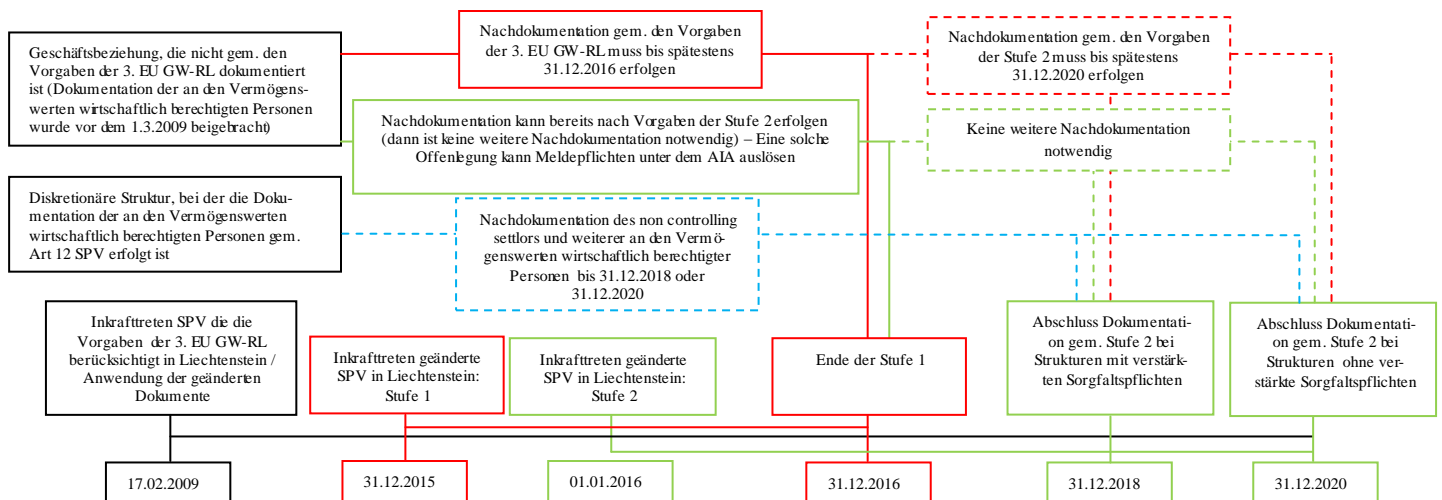 Geschäftsbeziehung, die nicht gem. den
Vorgaben der 3. EU GW-RL dokumentiert
ist (Dokumentation der an den Vermögens-
werten wirtschaftlich berechtigten Personen
wurde vor dem 1.3.2009 beigebracht)
Nachdokumentation gem. den Vorgaben
der 3. EU GW-RL muss bis spätestens
31.12.2016 erfolgen
Nachdokumentation gem. den Vorgaben
der Stufe 2 muss bis spätestens
31.12.2020 erfolgen
Nachdokumentation kann bereits nach Vorgaben der Stufe 2 erfolgen
(dann ist keine weitere Nachdokumentation notwendig) – Eine solche
Offenlegung kann Meldepflichten unter dem AIA auslösen
Keine weitere Nachdokumentation
notwendig
Diskretionäre Struktur, bei der die Doku-
mentation der an den Vermögenswerten
wirtschaftlich berechtigten Personen gem.
Art 12 SPV erfolgt ist
Nachdokumentation des non controlling
settlors und weiterer an den Vermö-
genswerten wirtschaftlich berechtigter
Personen bis 31.12.2018 oder
31.12.2020
Inkrafttreten SPV die die
Vorgaben der 3. EU GW-RL
berücksichtigt in Liechtenstein /
Anwendung der geänderten
Dokumente
Inkrafttreten geänderte
SPV in Liechtenstein:
Stufe 1
Inkrafttreten geänderte
SPV in Liechtenstein:
Stufe 2
Ende der Stufe 1
Abschluss Dokumentati-
on gem. Stufe 2 bei
Strukturen mit verstärk-
ten Sorgfaltspflichten
Abschluss Dokumentati-
on gem. Stufe 2 bei
Strukturen ohne ver-
stärkte Sorgfaltspflichten
17.02.2009
31.12.2015
01.01.2016
31.12.2016
31.12.2018
31.12.2020